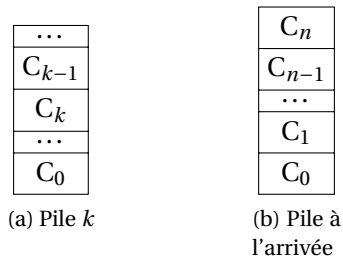 ...
C_{k−1}
C_k
...
C_0
(a) Pile k
C_n
C_{n−1}
...
C_1
C_0
(b) Pile à
l'arrivée